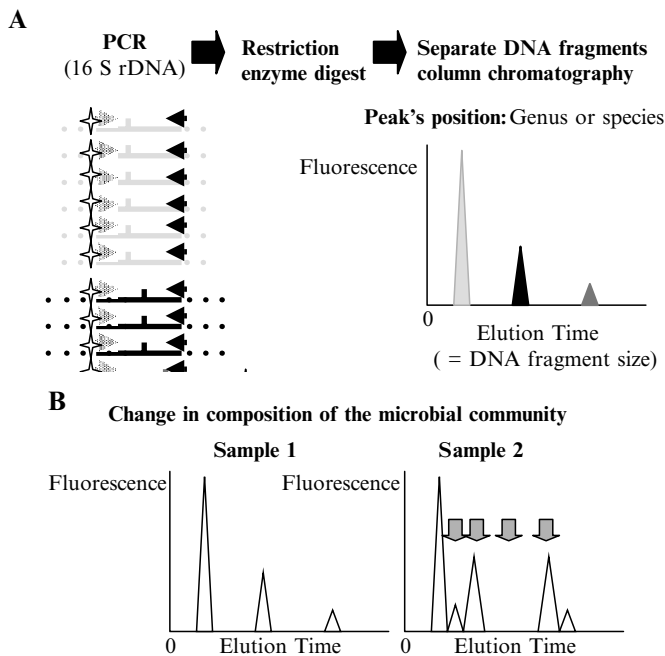 A
PCR
(16 S rDNA)
Restriction
enzyme digest
Separate DNA fragments
column chromatography
Peak's position: Genus or species
Fluorescence
0
Elution Time
( = DNA fragment size)
B
Change in composition of the microbial community
Sample 1
Sample 2
Fluorescence
Fluorescence
0
Elution Time
0
Elution Time